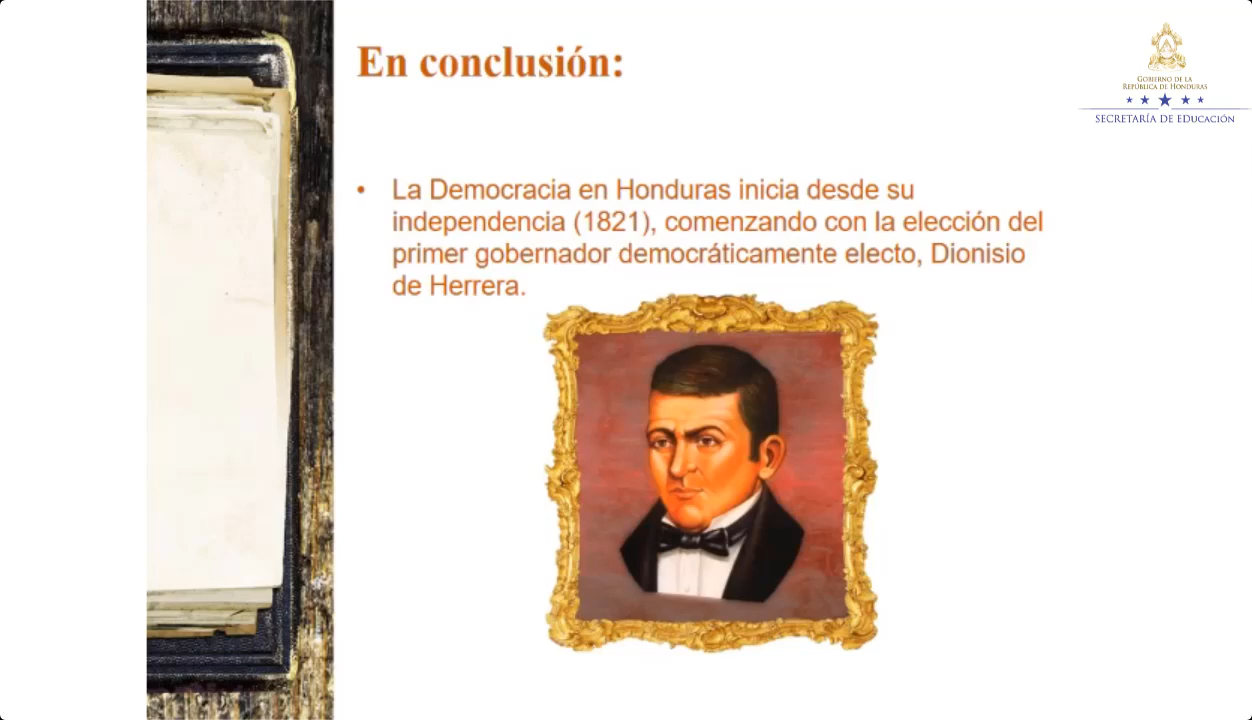 En conclusión:
GOBIERNO DE LA
REPÚBLICA DE HONDURAS
SECRETARÍA DE EDUCACIÓN
• La Democracia en Honduras inicia desde su
independencia (1821), comenzando con la elección del
primer gobernador democráticamente electo, Dionisio
de Herrera.